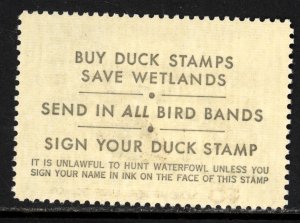 BUY DUCK STAMPS
SAVE WETLANDS
SEND IN ALL BIRD BANDS
SIGN YOUR DUCK STAMP
IT IS UNLAWFUL TO HUNT WATERFOWL UNLESS YOU
SIGN YOUR NAME IN INK ON THE FACE OF THIS STAMP